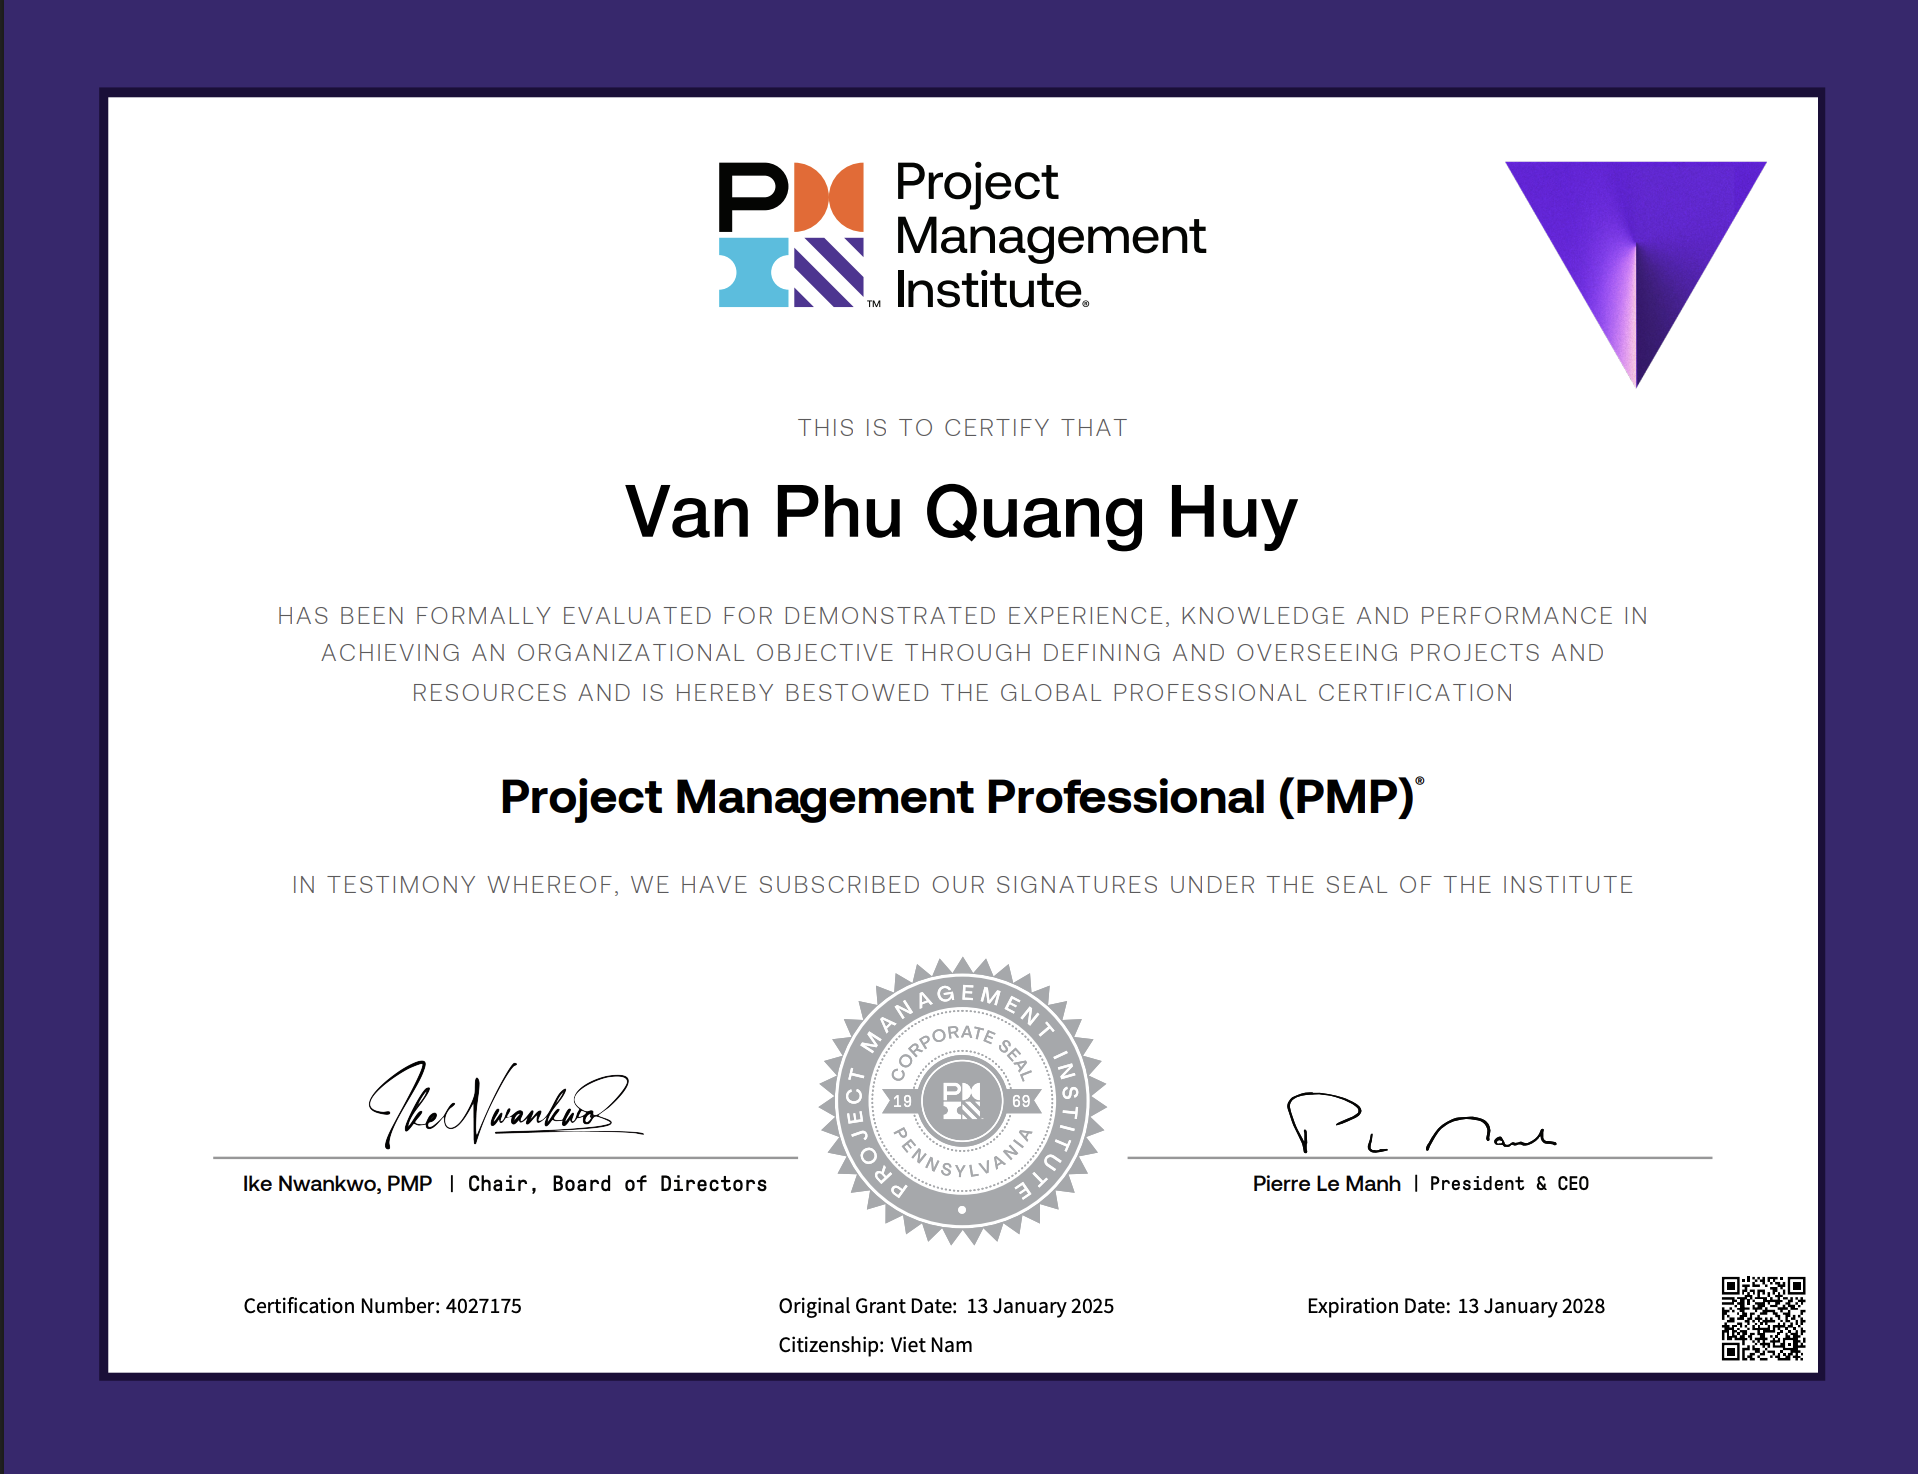 Project
Management
Institute®
PM
™
THIS IS TO CERTIFY THAT
Van Phu Quang Huy
HAS BEEN FORMALLY EVALUATED FOR DEMONSTRATED EXPERIENCE, KNOWLEDGE AND PERFORMANCE IN
ACHIEVING AN ORGANIZATIONAL OBJECTIVE THROUGH DEFINING AND OVERSEEING PROJECTS AND
RESOURCES AND IS HEREBY BESTOWED THE GLOBAL PROFESSIONAL CERTIFICATION
Project Management Professional (PMP)®
IN TESTIMONY WHEREOF, WE HAVE SUBSCRIBED OUR SIGNATURES UNDER THE SEAL OF THE INSTITUTE
PROJECT MANAGEMENT INSTITUTE
CORPORATE SEAL
19 PM 69
PENNSYLVANIA
Ike Nwankwo
P L Manh
Ike Nwankwo, PMP | Chair, Board of Directors
Pierre Le Manh | President & CEO
Certification Number: 4027175
Original Grant Date: 13 January 2025
Expiration Date: 13 January 2028
Citizenship: Viet Nam